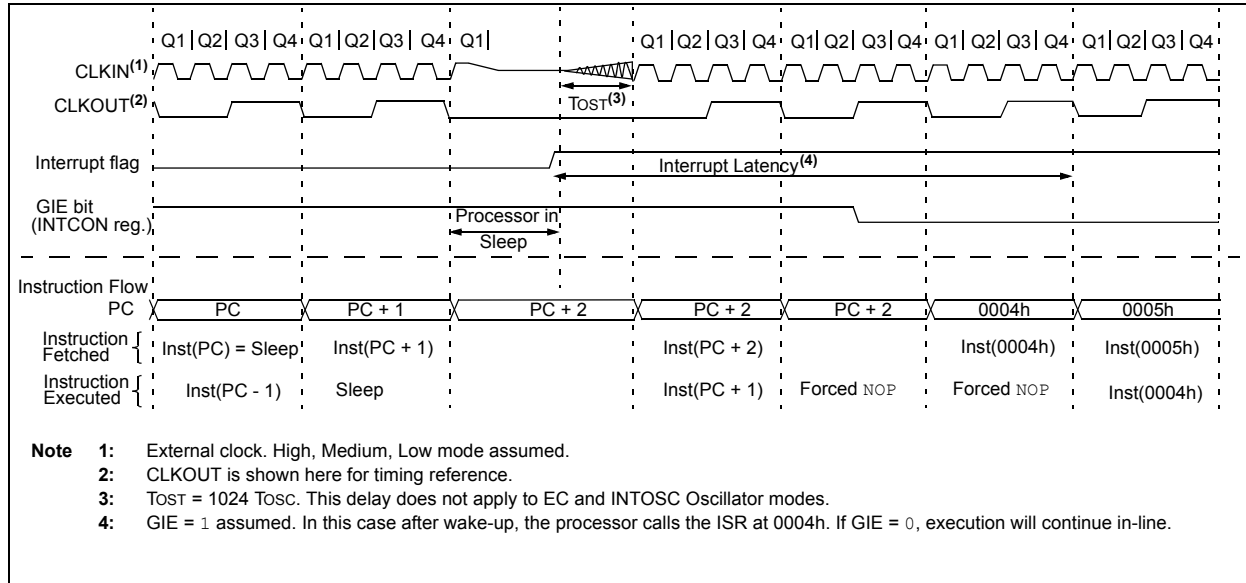 Q1| Q2| Q3| Q4 Q1| Q2| Q3| Q4 Q1| Q1| Q2| Q3| Q4 Q1| Q2| Q3| Q4 Q1| Q2| Q3| Q4 Q1| Q2| Q3| Q4
CLKIN(1)
TOST(3)
CLKOUT(2)
Interrupt flag
Interrupt Latency(4)
GIE bit
(INTCON reg.)
Processor in
Sleep
Instruction Flow
PC PC PC + 1 PC + 2 PC + 2 PC + 2 0004h 0005h
Instruction
Fetched
Inst(PC) = Sleep Inst(PC + 1) Inst(PC + 2) Inst(0004h) Inst(0005h)
Instruction
Executed
Inst(PC - 1) Sleep Inst(PC + 1) Forced NOP Forced NOP Inst(0004h)
Note 1: External clock. High, Medium, Low mode assumed.
2: CLKOUT is shown here for timing reference.
3: TOST = 1024 TOSC. This delay does not apply to EC and INTOSC Oscillator modes.
4: GIE = 1 assumed. In this case after wake-up, the processor calls the ISR at 0004h. If GIE = 0, execution will continue in-line.